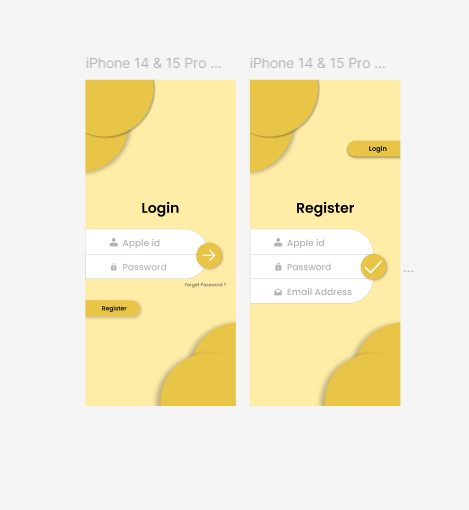 iPhone 14 & 15 Pro ...
iPhone 14 & 15 Pro ...
Login
Apple id
Password
Forget Password ?
Register
Login
Register
Apple id
Password
Email Address
...